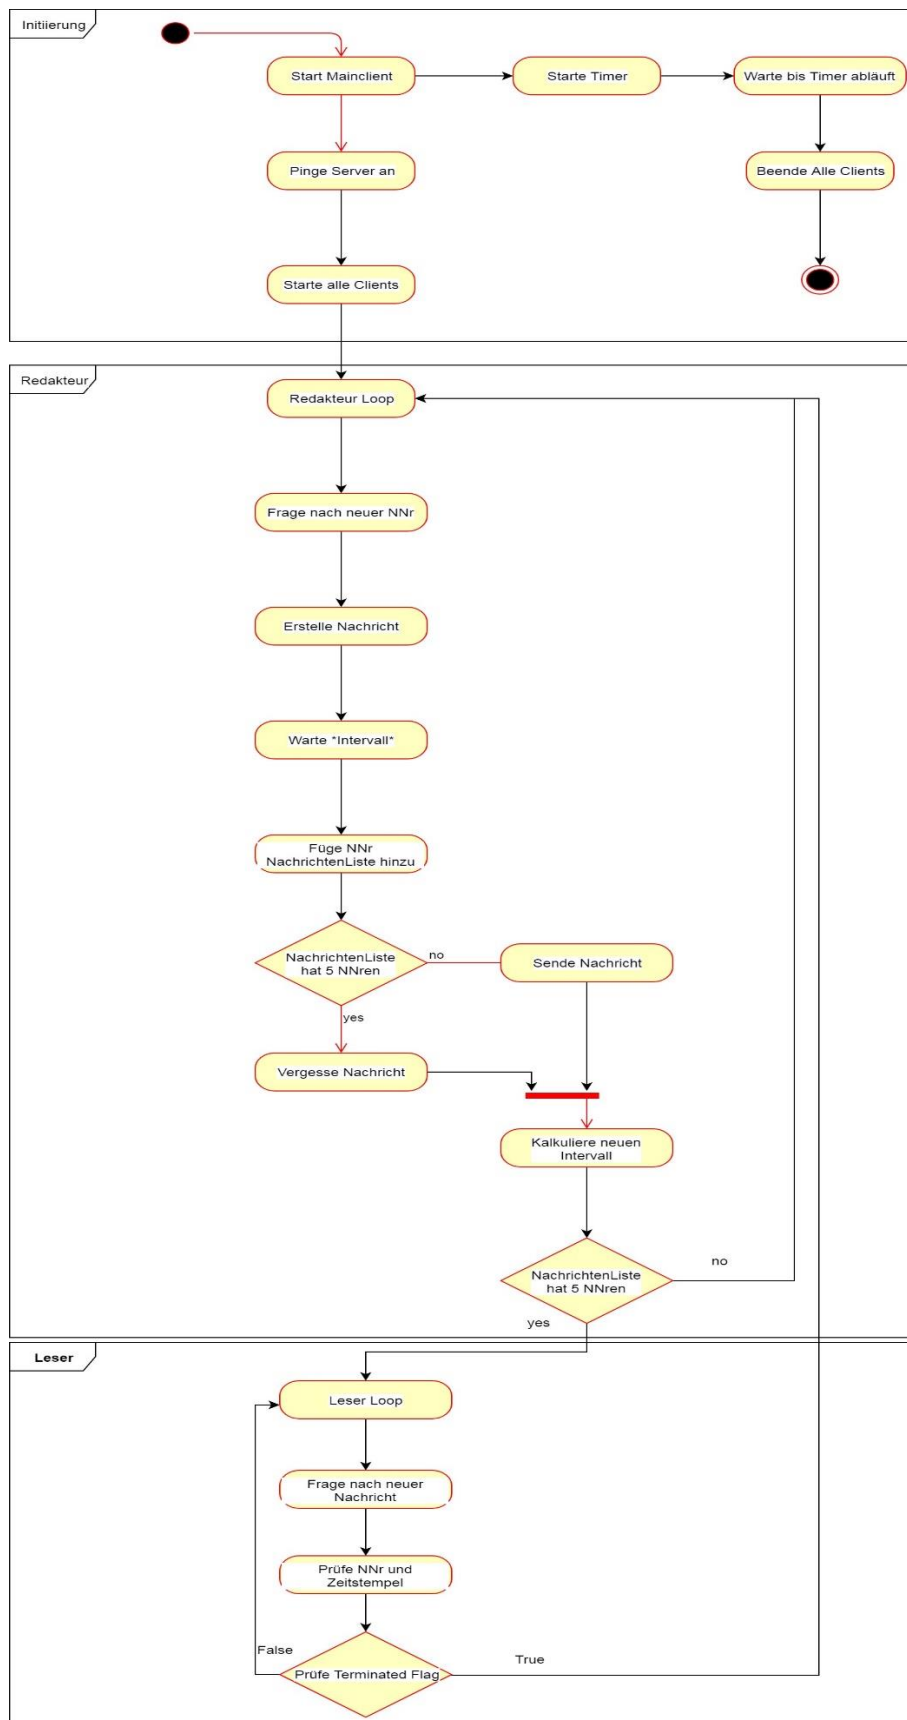 Initiierung
Start Mainclient
Starte Timer
Warte bis Timer abläuft
Pinge Server an
Beende Alle Clients
Starte alle Clients
Redakteur
Redakteur Loop
Frage nach neuer NNr
Erstelle Nachricht
Warte *Intervall*
Füge NNr
NachrichtenListe hinzu
NachrichtenListe
hat 5 NNren
no
Sende Nachricht
yes
Vergesse Nachricht
Kalkuliere neuen
Intervall
NachrichtenListe
hat 5 NNren
no
yes
Leser
Leser Loop
Frage nach neuer
Nachricht
Prüfe NNr und
Zeitstempel
False
Prüfe Terminated Flag
True